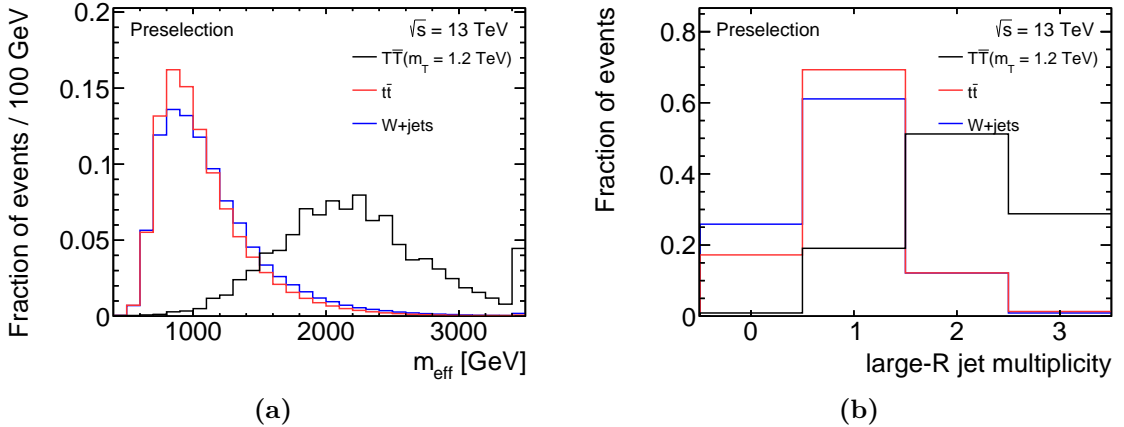 Fraction of events / 100 GeV
0.2
0.15
0.1
0.05
0
Preselection
√s = 13 TeV
TT̅(m_T = 1.2 TeV)
tt̅
W+jets
1000 2000 3000
m_eff [GeV]
(a)
Fraction of events
0.8
0.6
0.4
0.2
0
Preselection
√s = 13 TeV
TT̅(m_T = 1.2 TeV)
tt̅
W+jets
0 1 2 3
large-R jet multiplicity
(b)